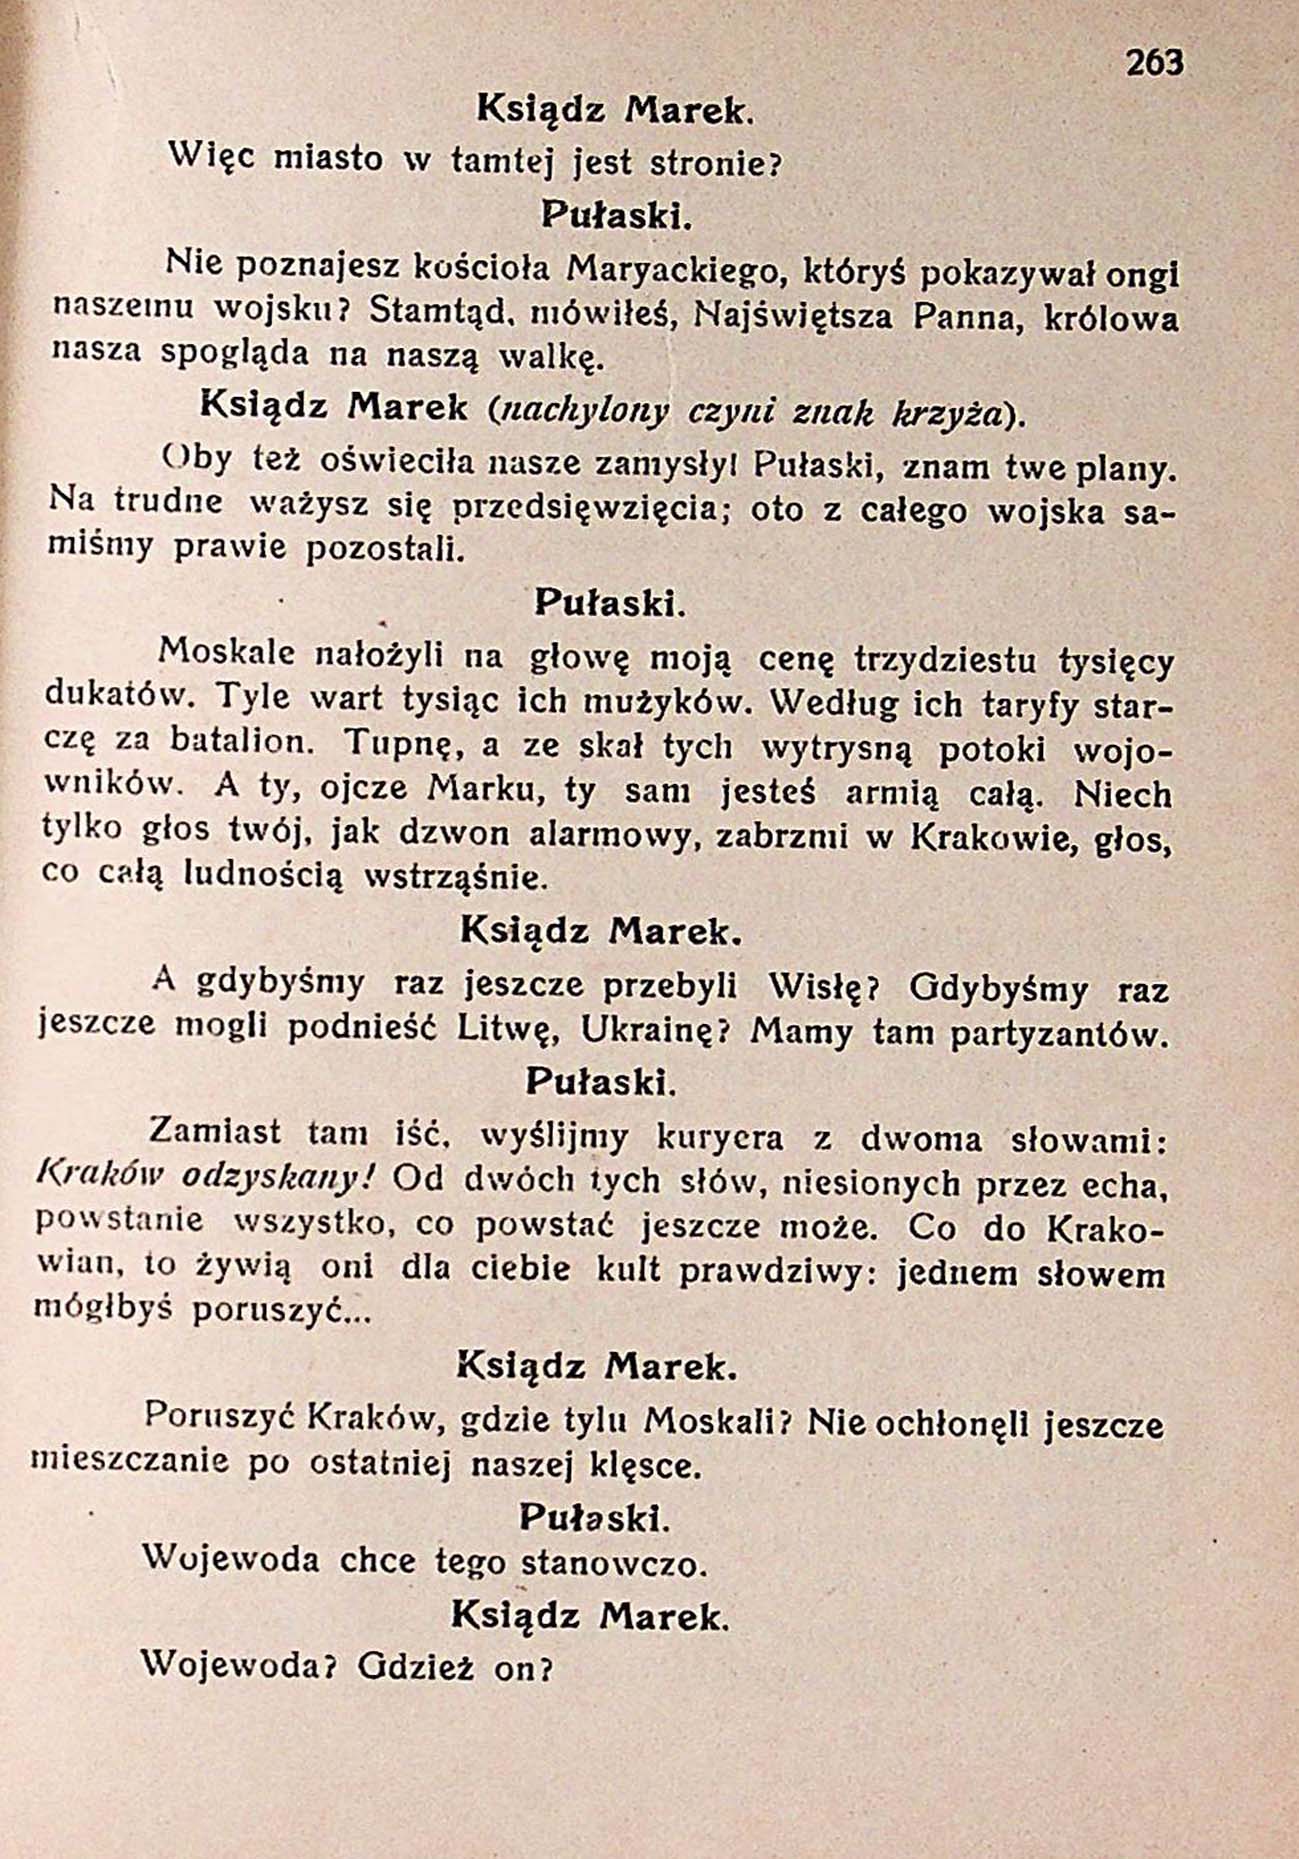 263
Ksiądz Marek.
Więc miasto w tamtej jest stronie?
Pułaski.
Nie poznajesz kościoła Maryackiego, któryś pokazywał ongi
naszemu wojsku? Stamtąd, mówiłeś, Najświętsza Panna, królowa
nasza spogląda na naszą walkę.
Ksiądz Marek (nachylony czyni znak krzyża).
Oby też oświeciła nasze zamysły! Pułaski, znam twe plany.
Na trudne ważysz się przedsięwzięcia; oto z całego wojska sa-
miśmy prawie pozostali.
Pułaski.
Moskale nałożyli na głowę moją cenę trzydziestu tysięcy
dukatów. Tyle wart tysiąc ich mużyków. Według ich taryfy star-
czę za batalion. Tupnę, a ze skał tych wytrysną potoki wojo-
wników. A ty, ojcze Marku, ty sam jesteś armią całą. Niech
tylko głos twój, jak dzwon alarmowy, zabrzmi w Krakowie, głos,
co całą ludnością wstrząśnie.
Ksiądz Marek.
A gdybyśmy raz jeszcze przebyli Wisłę? Gdybyśmy raz
jeszcze mogli podnieść Litwę, Ukrainę? Mamy tam partyzantów.
Pułaski.
Zamiast tam iść, wyślijmy kuryera z dwoma słowami:
Kraków odzyskany! Od dwóch tych słów, niesionych przez echa,
powstanie wszystko, co powstać jeszcze może. Co do Krako-
wian, to żywią oni dla ciebie kult prawdziwy: jednem słowem
mógłbyś poruszyć...
Ksiądz Marek.
Poruszyć Kraków, gdzie tylu Moskali? Nie ochłonęli jeszcze
mieszczanie po ostatniej naszej klęsce.
Pułaski.
Wojewoda chce tego stanowczo.
Ksiądz Marek.
Wojewoda? Gdzież on?